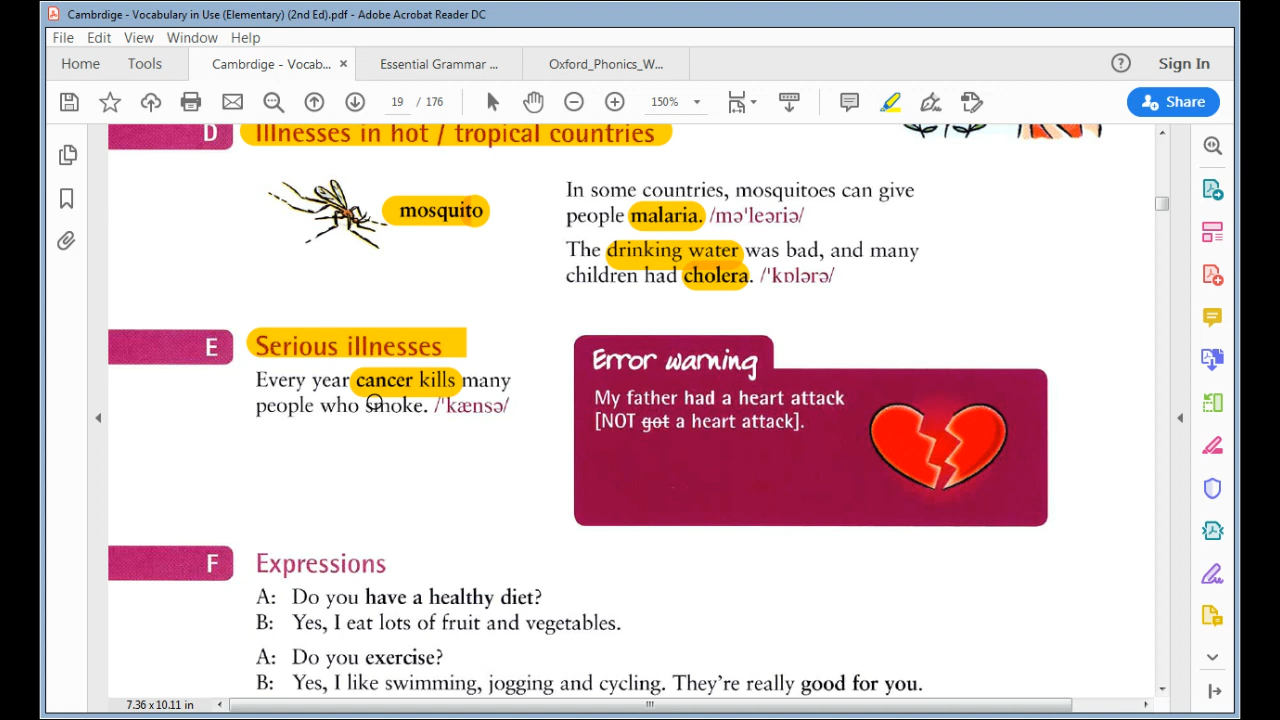 Cambrdige - Vocabulary in Use (Elementary) (2nd Ed).pdf - Adobe Acrobat Reader DC
File Edit View Window Help
Home Tools Cambrdige - Vocab... × Essential Grammar ... Oxford_Phonics_W... ? Sign In
19 / 176 150% Share
D Illnesses in hot / tropical countries
mosquito
In some countries, mosquitoes can give
people malaria. /məˈleəriə/
The drinking water was bad, and many
children had cholera. /ˈkɒlərə/
E Serious illnesses
Every year cancer kills many
people who smoke. /ˈkænsə/
Error warning
My father had a heart attack
[NOT got a heart attack].
F Expressions
A: Do you have a healthy diet?
B: Yes, I eat lots of fruit and vegetables.
A: Do you exercise?
B: Yes, I like swimming, jogging and cycling. They're really good for you.
7.36 x 10.11 in